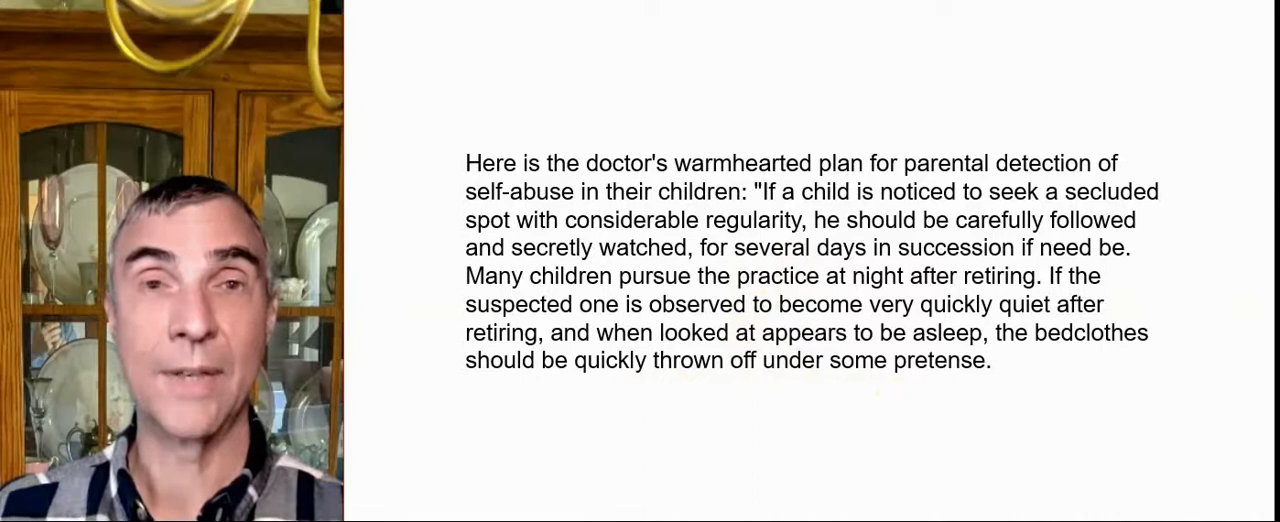 Here is the doctor's warmhearted plan for parental detection of
self-abuse in their children: "If a child is noticed to seek a secluded
spot with considerable regularity, he should be carefully followed
and secretly watched, for several days in succession if need be.
Many children pursue the practice at night after retiring. If the
suspected one is observed to become very quickly quiet after
retiring, and when looked at appears to be asleep, the bedclothes
should be quickly thrown off under some pretense.